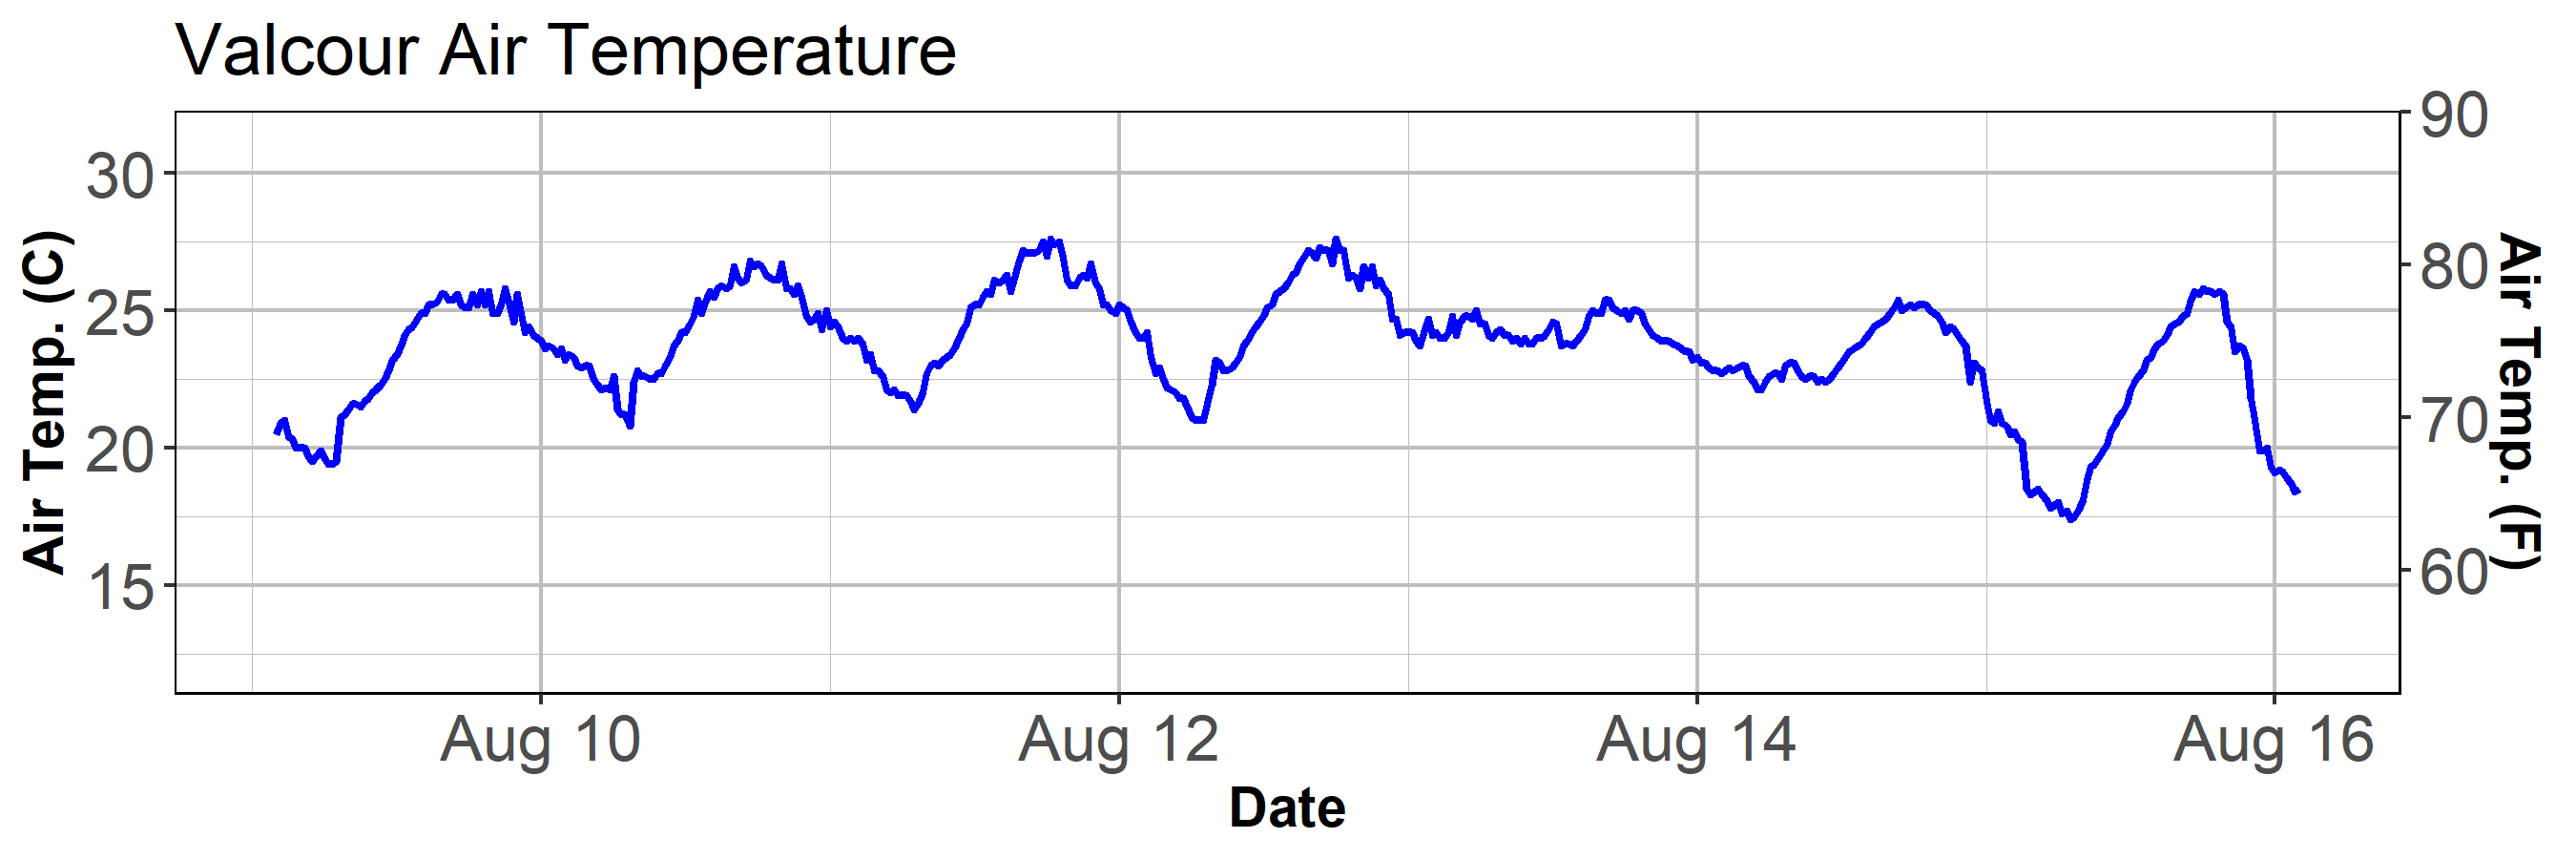 Valcour Air Temperature
Air Temp. (C)
30
25
20
15
90
80
70
60
Air Temp. (F)
Aug 10
Aug 12
Aug 14
Aug 16
Date